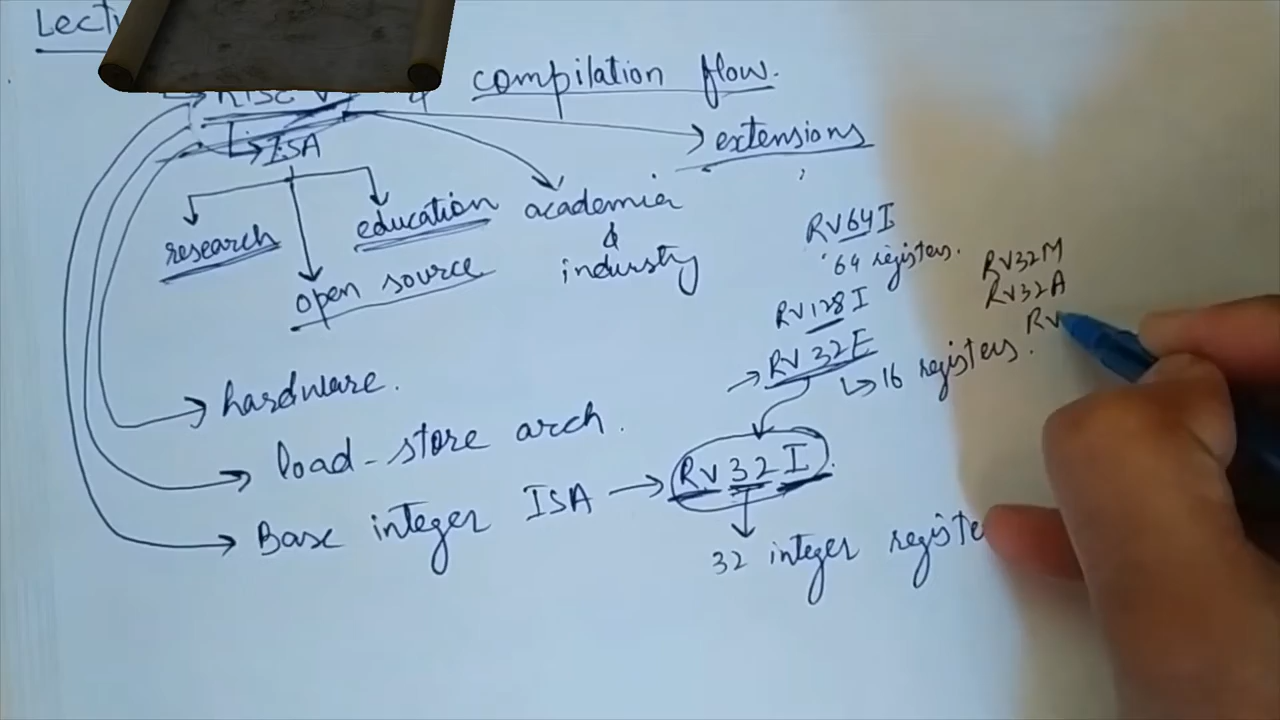 compilation flow.
extensions
ISA
research
open source
education
academia
&
industry
RV64I
64 registers.
RV128I
RV32E
16 registers.
RV32M
RV32A
RV
hardware.
load-store arch.
Base integer ISA
RV32I.
32 integer registe